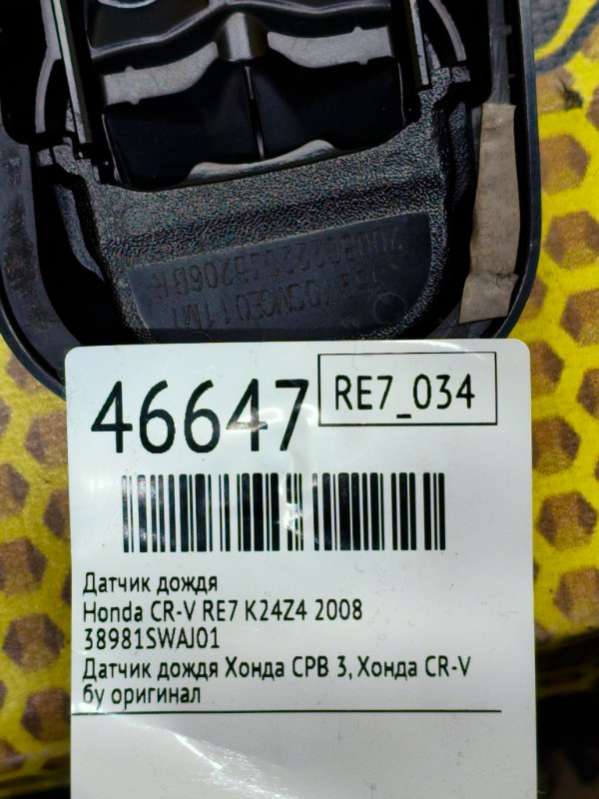 46647
RE7_034
Датчик дождя
Honda CR-V RE7 K24Z4 2008
38981SWAJ01
Датчик дождя Хонда СРВ 3, Хонда CR-V
бу оригинал